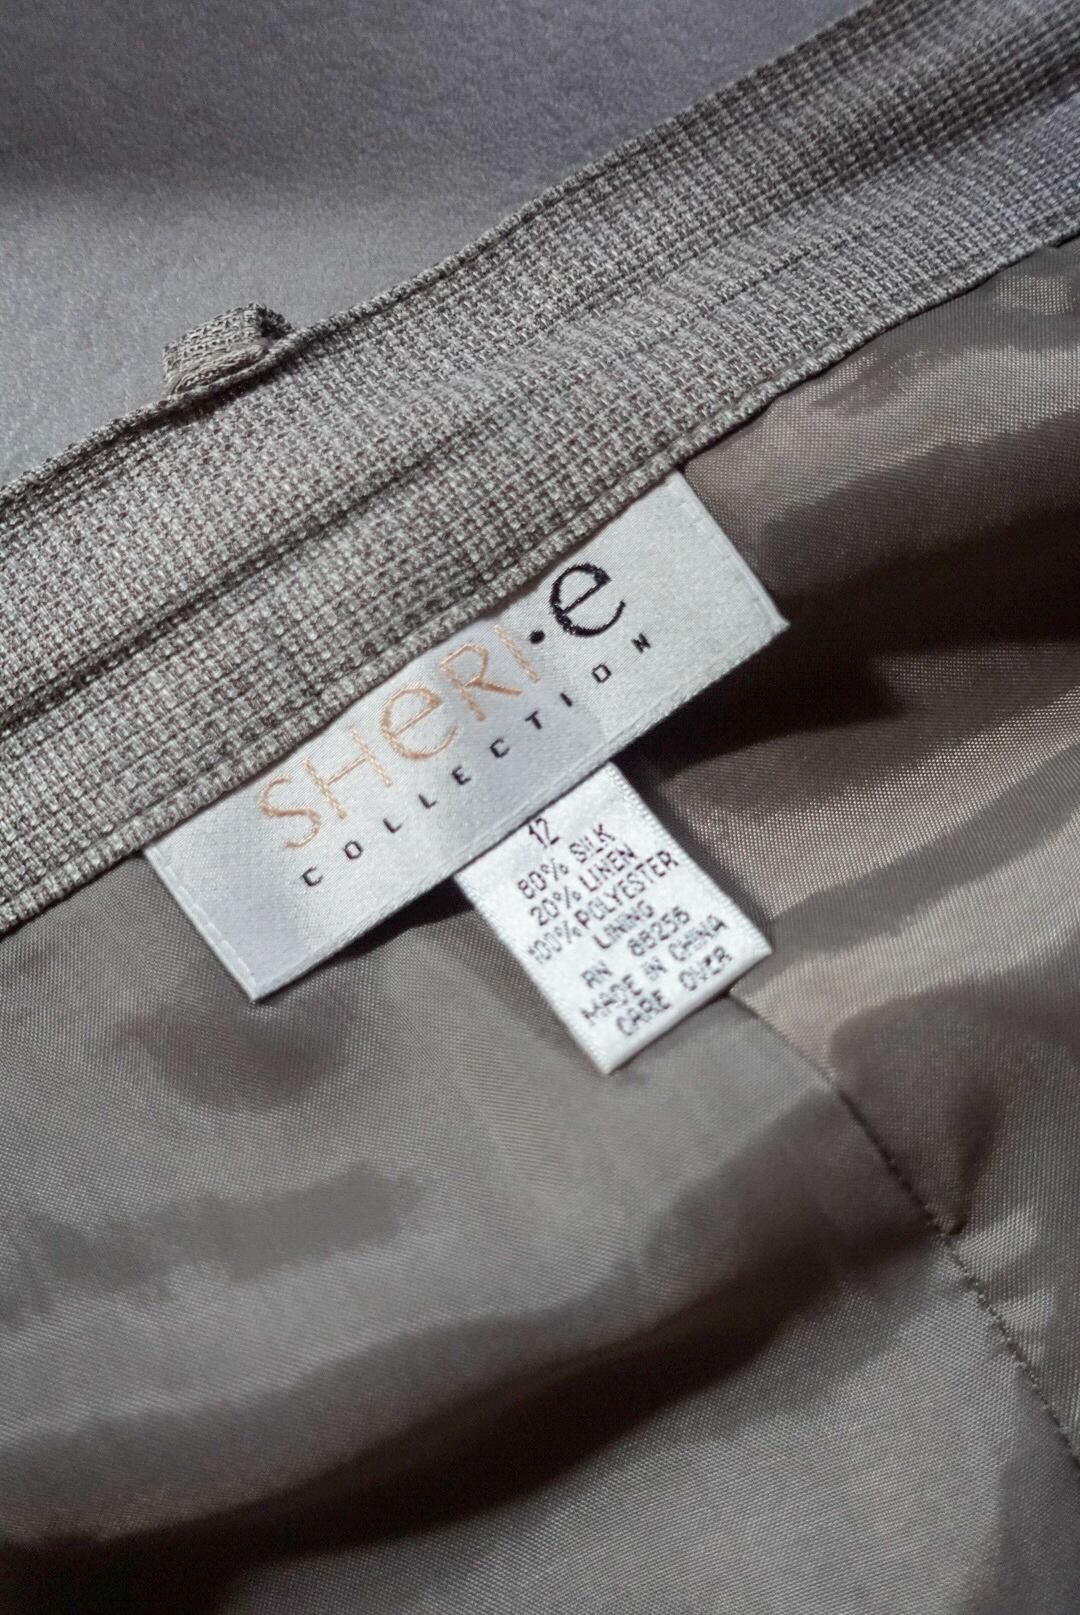 SHeRI·e
COLLECTION
12
80% SILK
20% LINEN
100% POLYESTER
LINING
RN 88256
MADE IN CHINA
CARE OVER